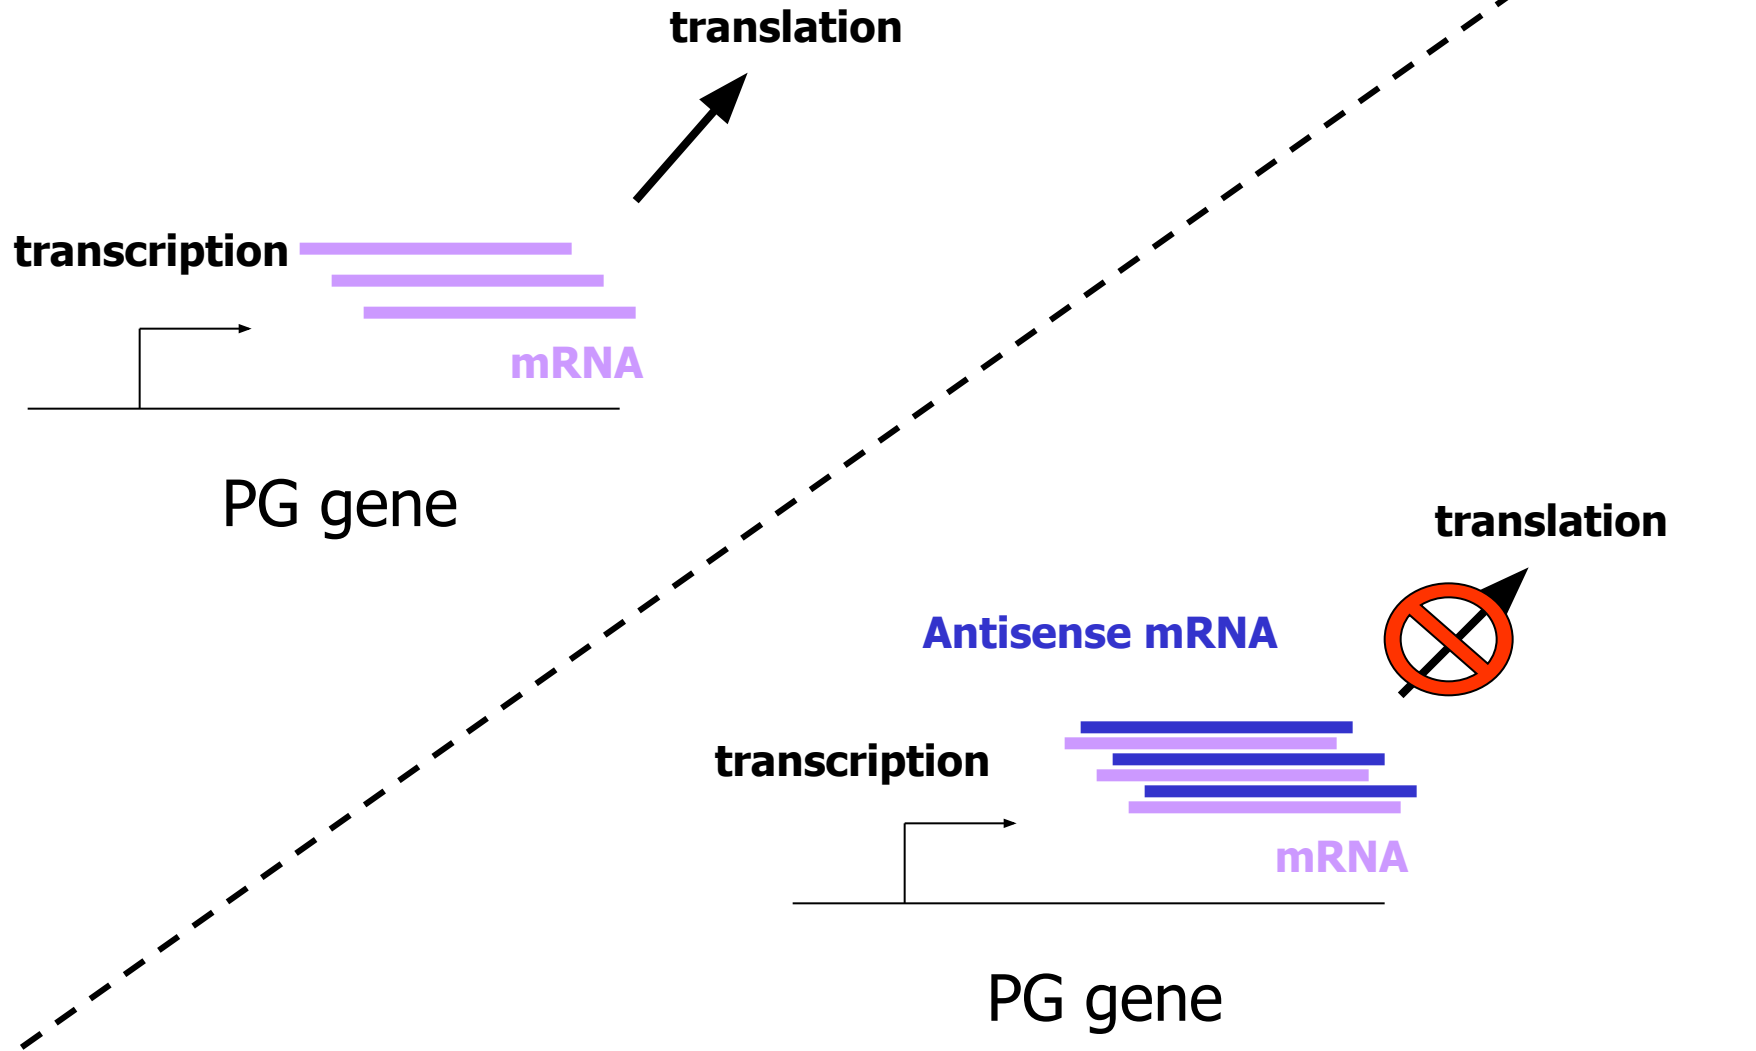 translation
transcription
mRNA
PG gene
translation
Antisense mRNA
transcription
mRNA
PG gene